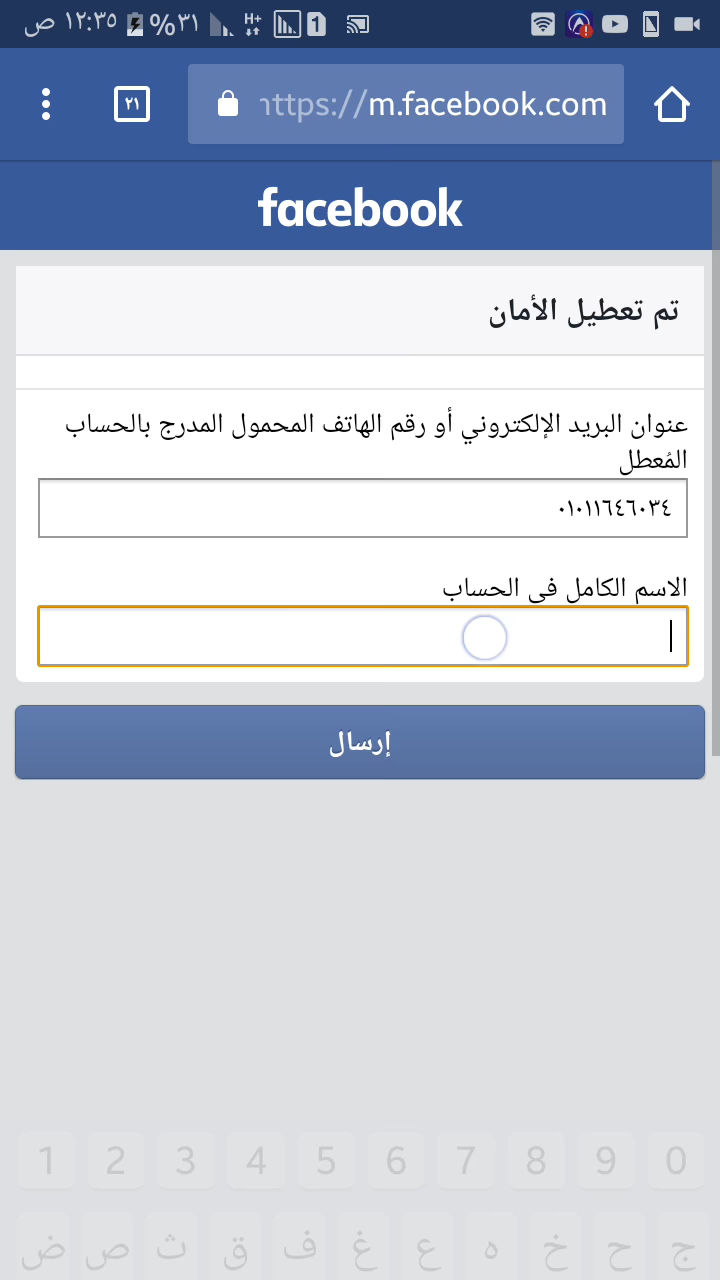 ١٢:٣٥ ص %٣١ H+ 1
٢١ https://m.facebook.com
facebook
تم تعطيل الأمان
عنوان البريد الإلكتروني أو رقم الهاتف المحمول المدرج بالحساب
المُعطل
٠١٠١١٦٤٦٠٣٤
الاسم الكامل في الحساب
إرسال
1 2 3 4 5 6 7 8 9 0
ض ص ث ق ف غ ع ه خ ح ج